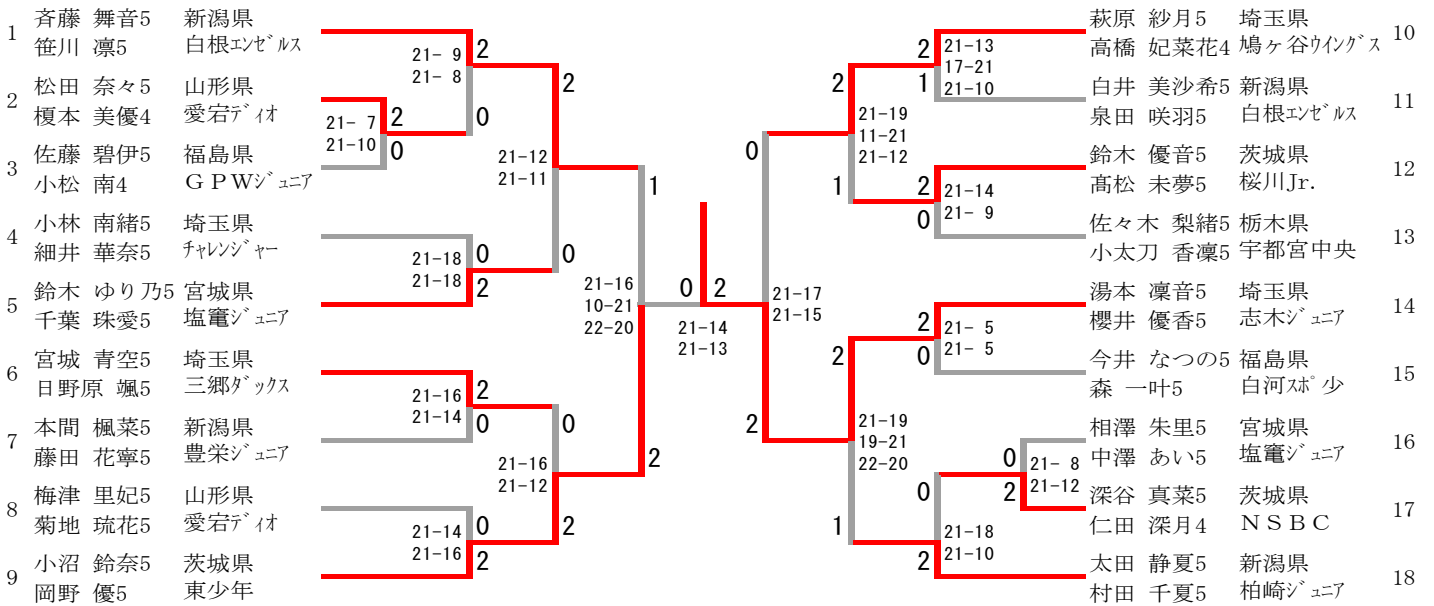 1 斉藤 舞音5 新潟県
笹川 凛5 白根ｴﾝｾﾞﾙｽ
2 松田 奈々5 山形県
榎本 美優4 愛宕ディオ
3 佐藤 碧伊5 福島県
小松 南4 ＧＰＷｼﾞｭﾆｱ
4 小林 南緒5 埼玉県
細井 華奈5 ﾁｬﾚﾝｼﾞｬｰ
5 鈴木 ゆり乃5 宮城県
千葉 珠愛5 塩竈ｼﾞｭﾆｱ
6 宮城 青空5 埼玉県
日野原 颯5 三郷ﾀﾞｯｸｽ
7 本間 楓菜5 新潟県
藤田 花寧5 豊栄ｼﾞｭﾆｱ
8 梅津 里妃5 山形県
菊地 琉花5 愛宕ディオ
9 小沼 鈴奈5 茨城県
岡野 優5 東少年
21- 9 2
21- 8
0
21- 7 2
21-10 0
2
21-12
21-11
0
21-18 0
21-18 2
1
21-16
10-21
22-20
2
21-16 2
21-14 0
0
21-16
21-12
2
21-14 0
21-16 2
0 2
21-14
21-13
0
21-17
21-15
2
2 21-13
17-21
1 21-10
2
21-19
11-21
21-12
1
2 21-14
0 21- 9
2 21- 5
0 21- 5
2
21-19
19-21
22-20
1
0 21- 8
2 21-12
0
21-18
2 21-10
萩原 紗月5 埼玉県 10
高橋 妃菜花4 鳩ヶ谷ｳｲﾝｸﾞｽ
白井 美沙希5 新潟県 11
泉田 咲羽5 白根ｴﾝｾﾞﾙｽ
鈴木 優音5 茨城県 12
髙松 未夢5 桜川Jr.
佐々木 梨緒5 栃木県 13
小太刀 香凜5 宇都宮中央
湯本 凜音5 埼玉県 14
櫻井 優香5 志木ｼﾞｭﾆｱ
今井 なつの5 福島県 15
森 一叶5 白河ｽﾎﾟ少
相澤 朱里5 宮城県 16
中澤 あい5 塩竈ｼﾞｭﾆｱ
深谷 真菜5 茨城県 17
仁田 深月4 ＮＳＢＣ
太田 静夏5 新潟県 18
村田 千夏5 柏崎ｼﾞｭﾆｱ